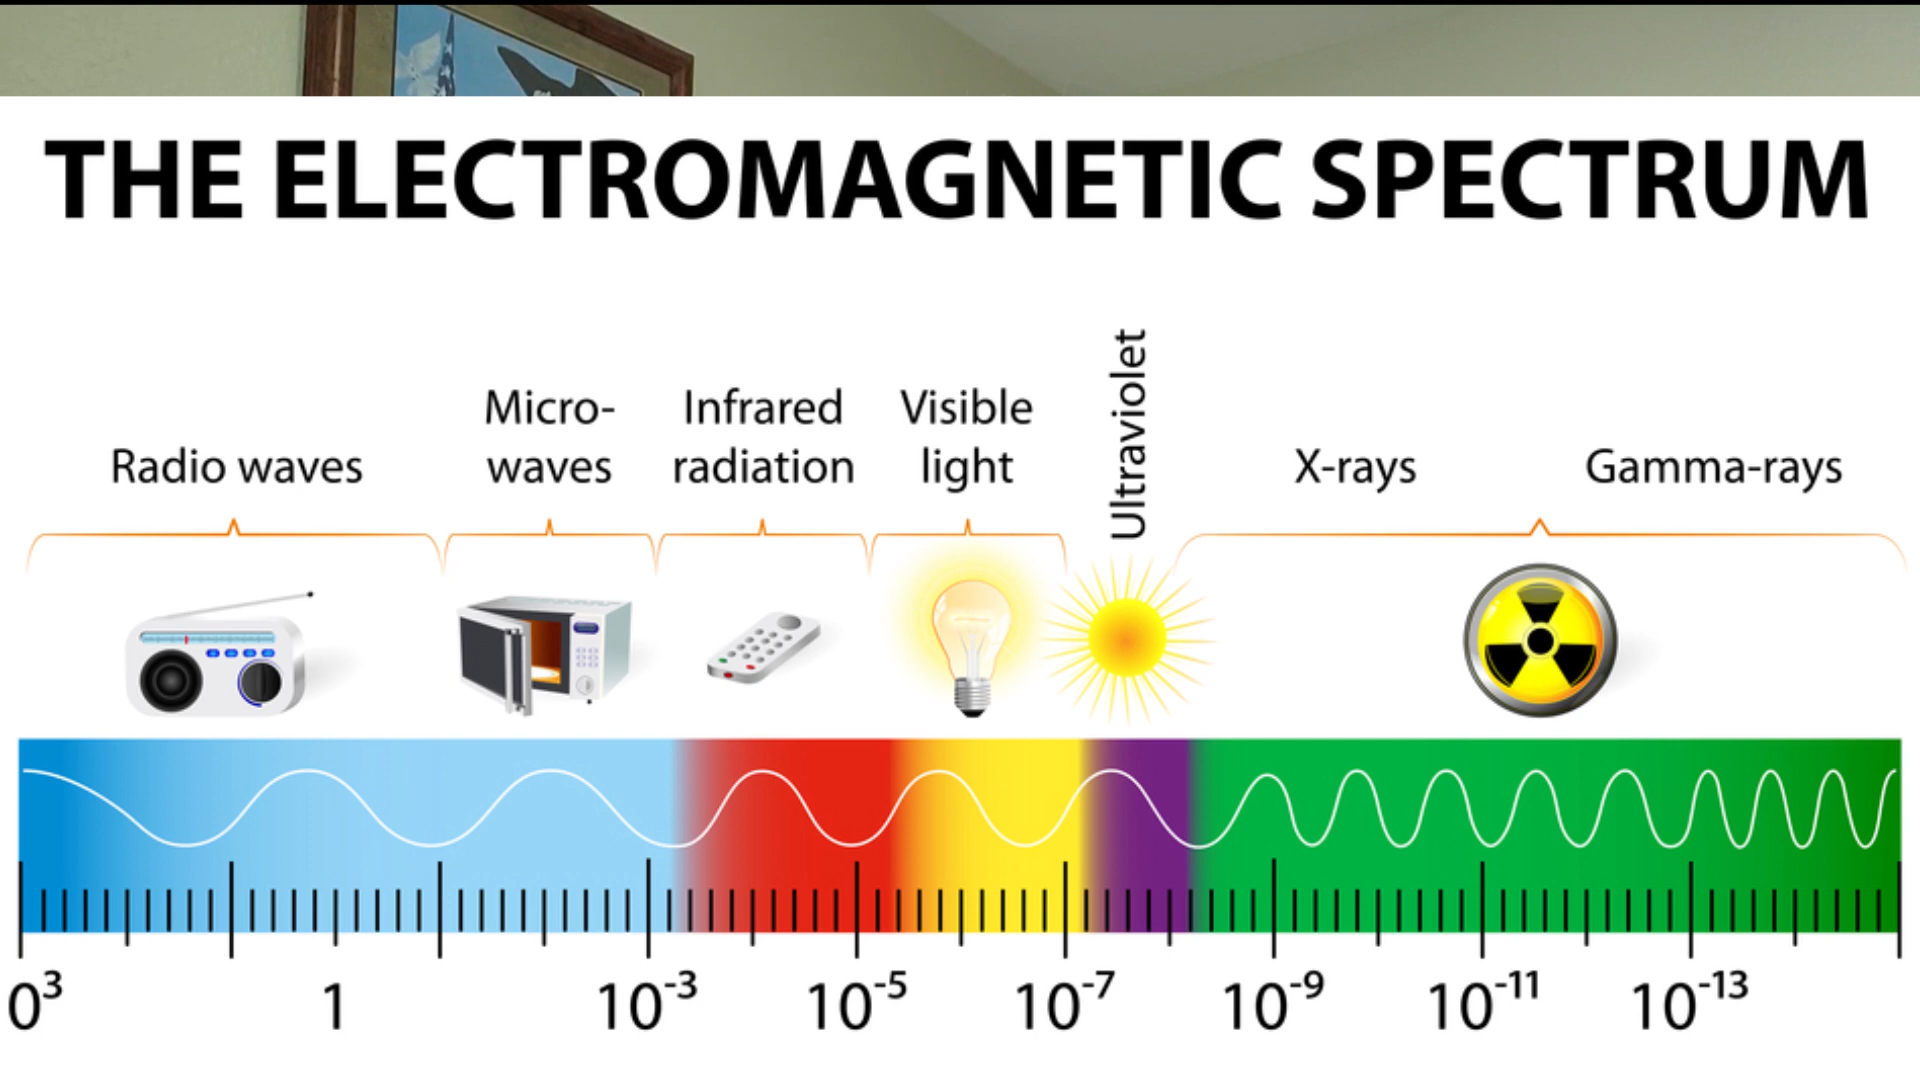 THE ELECTROMAGNETIC SPECTRUM
Radio waves
Micro-
waves
Infrared
radiation
Visible
light
Ultraviolet
X-rays
Gamma-rays
0³ 1 10⁻³ 10⁻⁵ 10⁻⁷ 10⁻⁹ 10⁻¹¹ 10⁻¹³